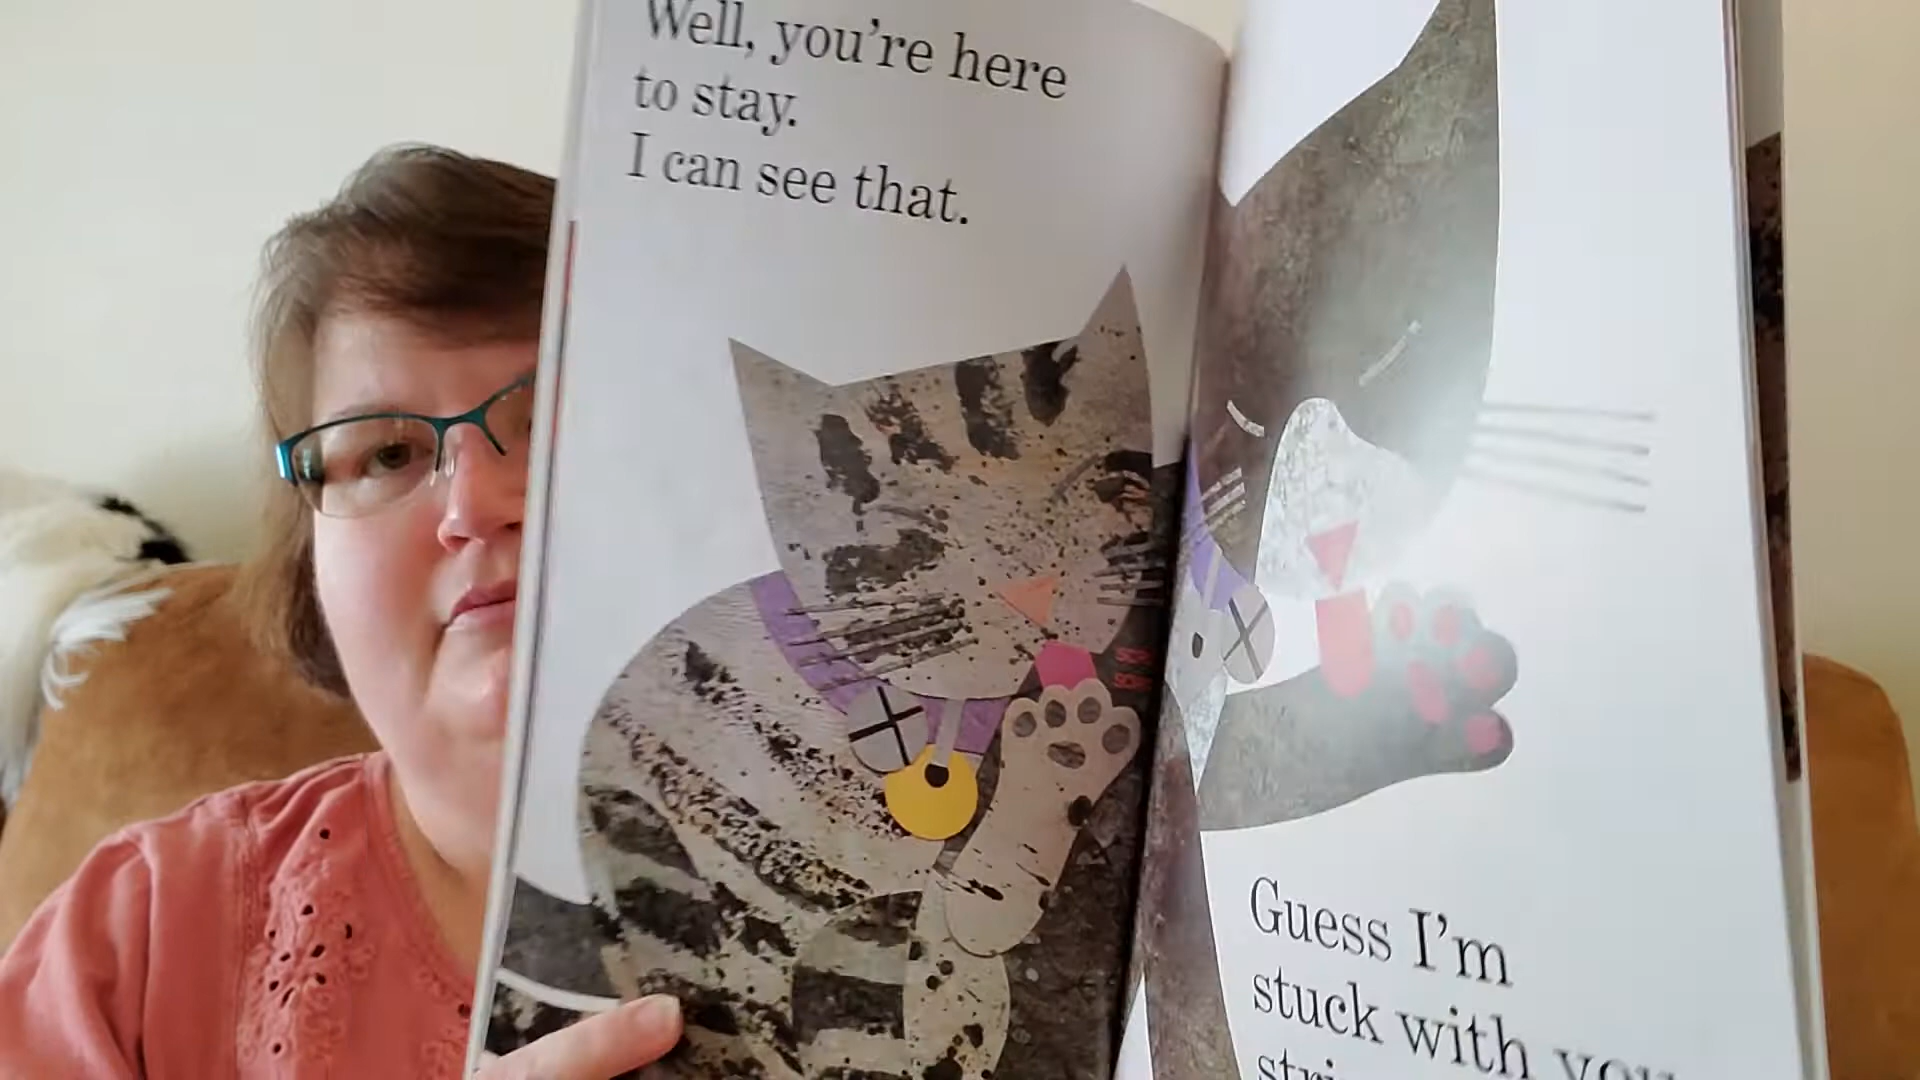 Well, you're here
to stay.
I can see that.
Guess I'm
stuck with you